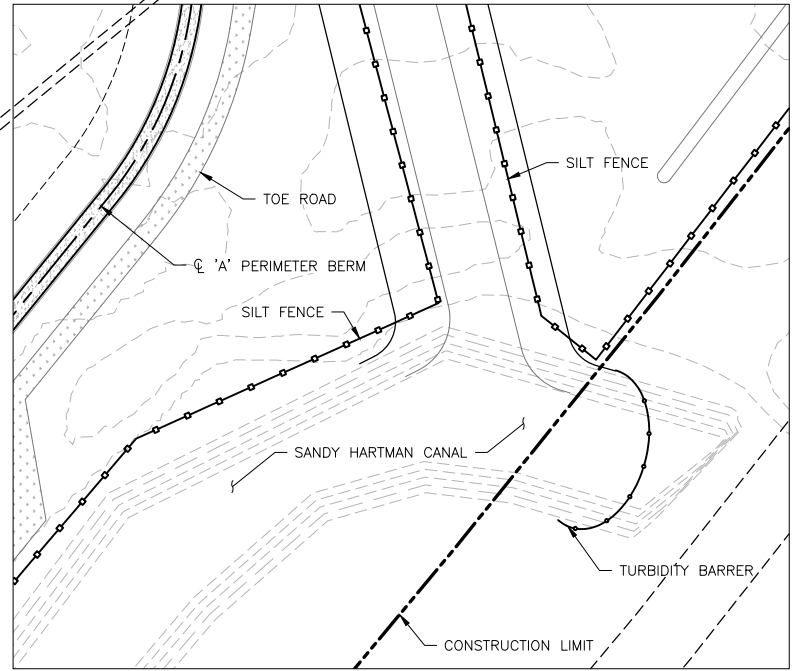 SILT FENCE
TOE ROAD
℄ 'A' PERIMETER BERM
SILT FENCE
SANDY HARTMAN CANAL
TURBIDITY BARRER
CONSTRUCTION LIMIT